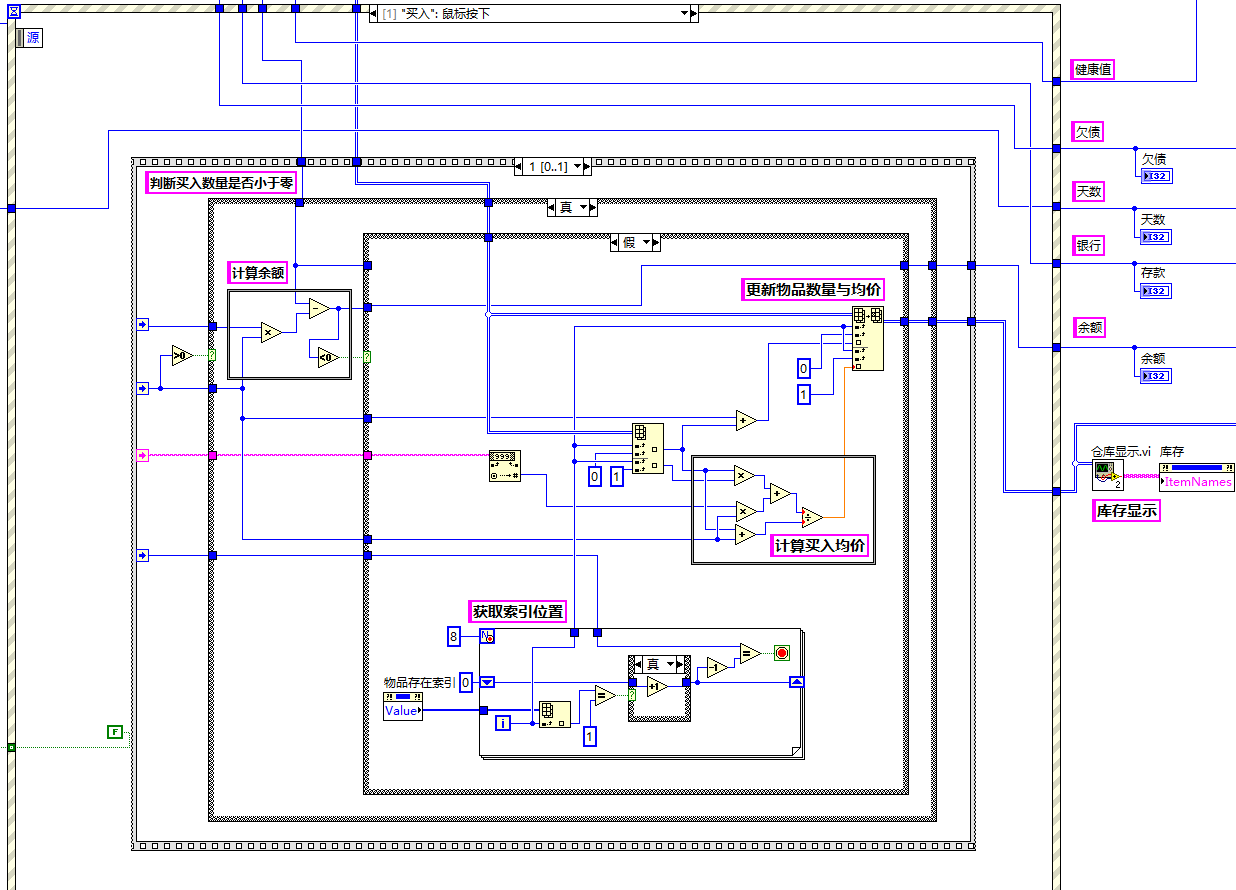 [1] "买入": 鼠标按下
源
健康值
欠债
欠债
I32
1 [0..1]
判断买入数量是否小于零
天数
真
天数
I32
假
银行
计算余额
存款
I32
更新物品数量与均价
-
×
余额
>0
?
<0
?
余额
I32
0
1
+
仓库显示.vi
库存
999
0
1
2
ItemNames
×
+
库存显示
×
÷
+
计算买入均价
获取索引位置
8
N
真
-1
=
物品存在索引
0
+1
=
?
Value
i
1
F